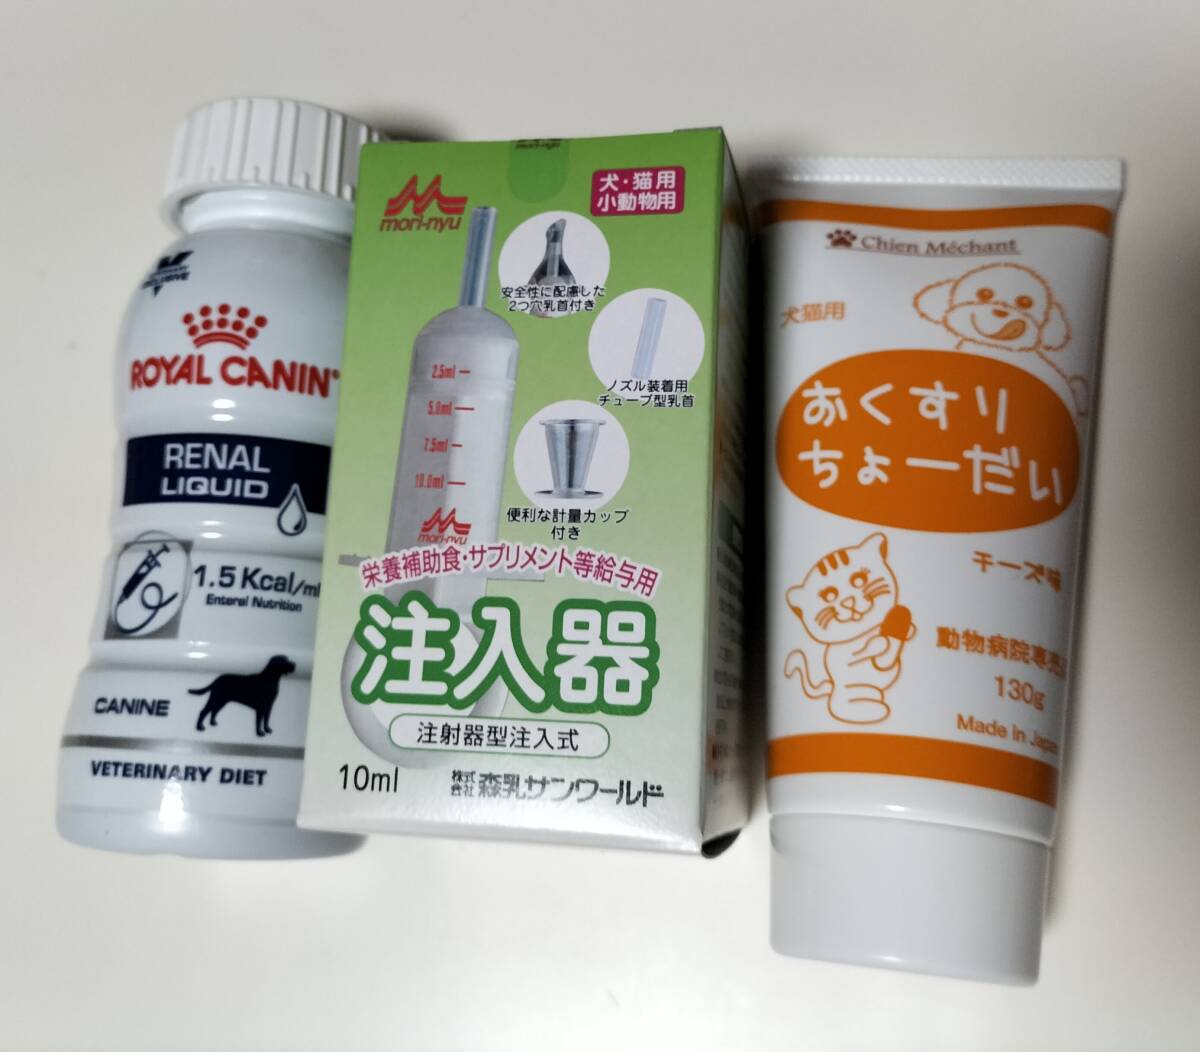 ROYAL CANIN
RENAL
LIQUID
1.5 Kcal/ml
Enteral Nutrition
CANINE
VETERINARY DIET
mori-nyu
犬・猫用
小動物用
安全性に配慮した
2つ穴乳首付き
ノズル装着用
チューブ型乳首
便利な計量カップ
付き
2.5ml
5.0ml
7.5ml
10.0ml
mori-nyu
栄養補助食・サプリメント等給与用
注入器
注射器型注入式
10ml
株式会社 森乳サンワールド
Chien Méchant
犬猫用
おくすり
ちょーだい
チーズ味
動物病院専売
130g
Made in Japan